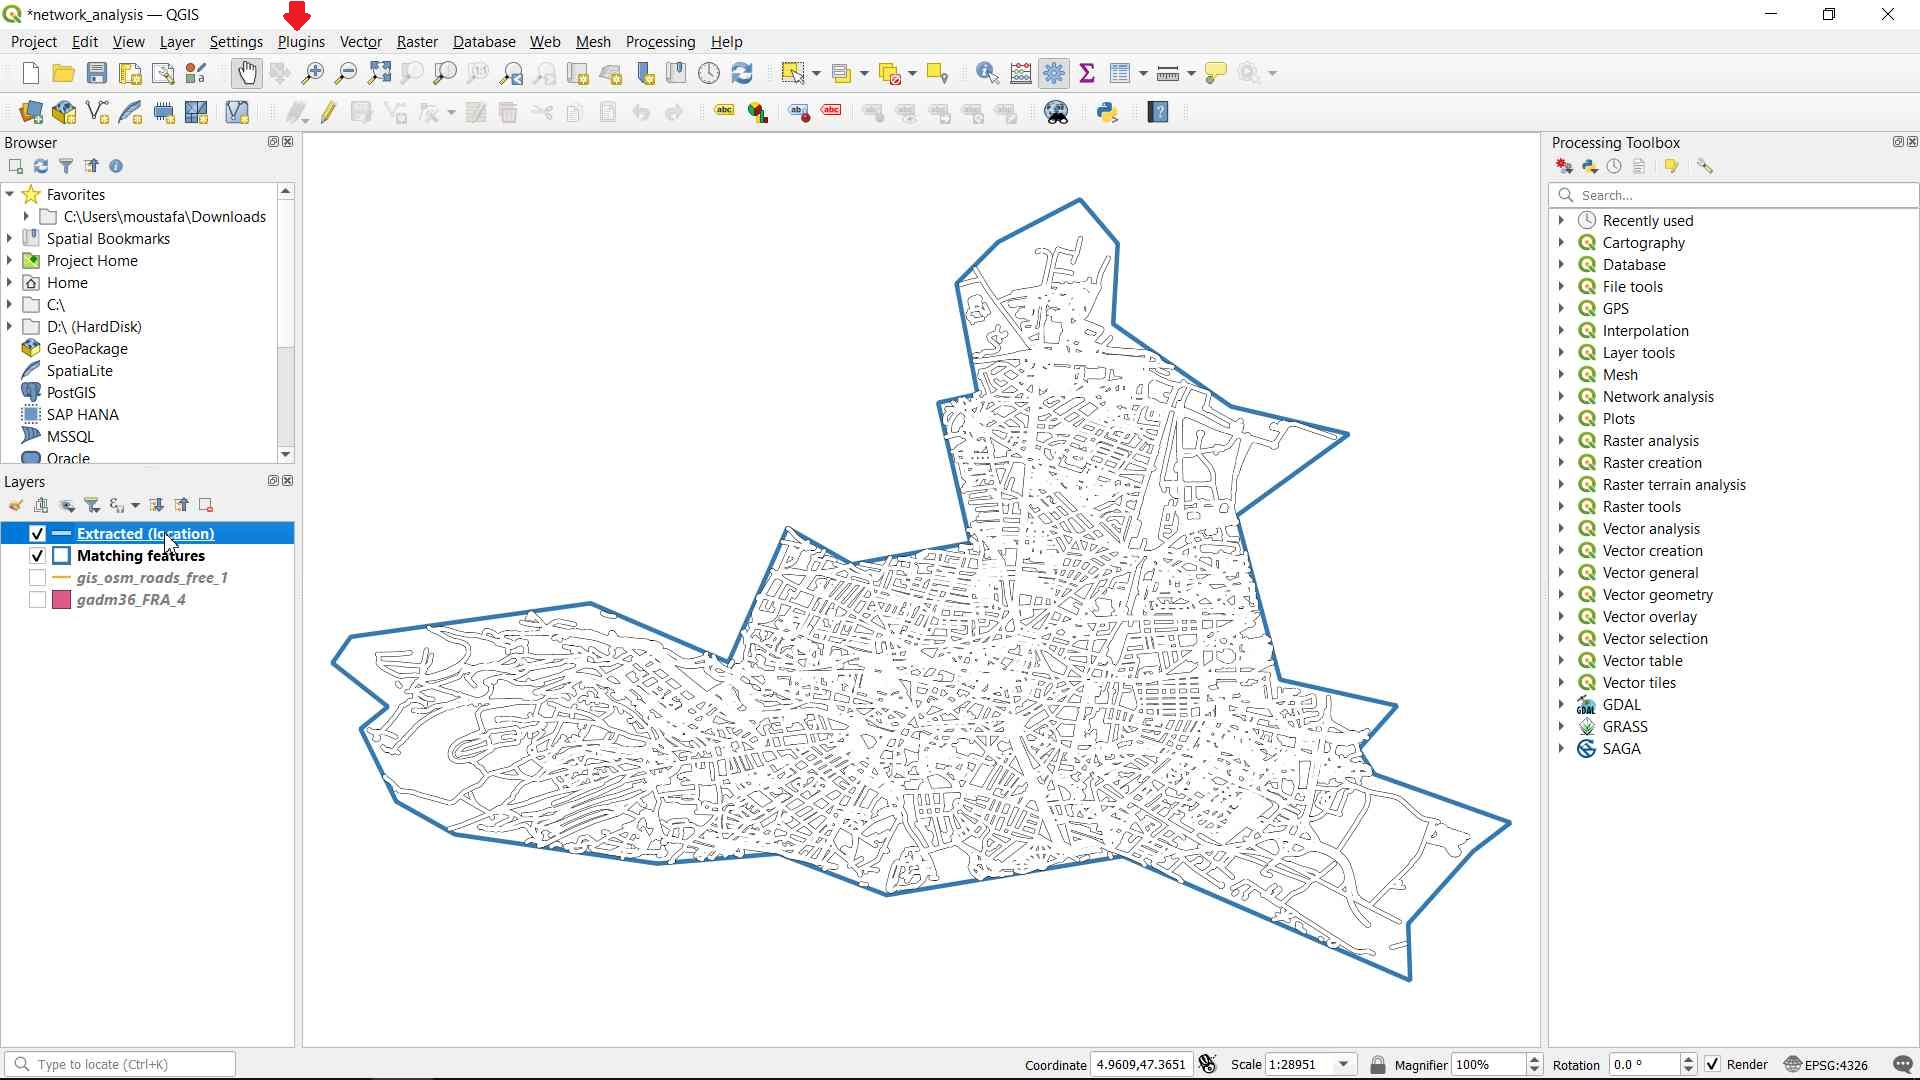 *network_analysis — QGIS
Project Edit View Layer Settings Plugins Vector Raster Database Web Mesh Processing Help
Browser
Favorites
C:\Users\moustafa\Downloads
Spatial Bookmarks
Project Home
Home
C:\
D:\ (HardDisk)
GeoPackage
SpatiaLite
PostGIS
SAP HANA
MSSQL
Oracle
Layers
Extracted (location)
Matching features
gis_osm_roads_free_1
gadm36_FRA_4
Processing Toolbox
Search...
Recently used
Cartography
Database
File tools
GPS
Interpolation
Layer tools
Mesh
Network analysis
Plots
Raster analysis
Raster creation
Raster terrain analysis
Raster tools
Vector analysis
Vector creation
Vector general
Vector geometry
Vector overlay
Vector selection
Vector table
Vector tiles
GDAL
GRASS
SAGA
Type to locate (Ctrl+K) Coordinate 4.9609,47.3651 Scale 1:28951 Magnifier 100% Rotation 0.0 ° Render EPSG:4326